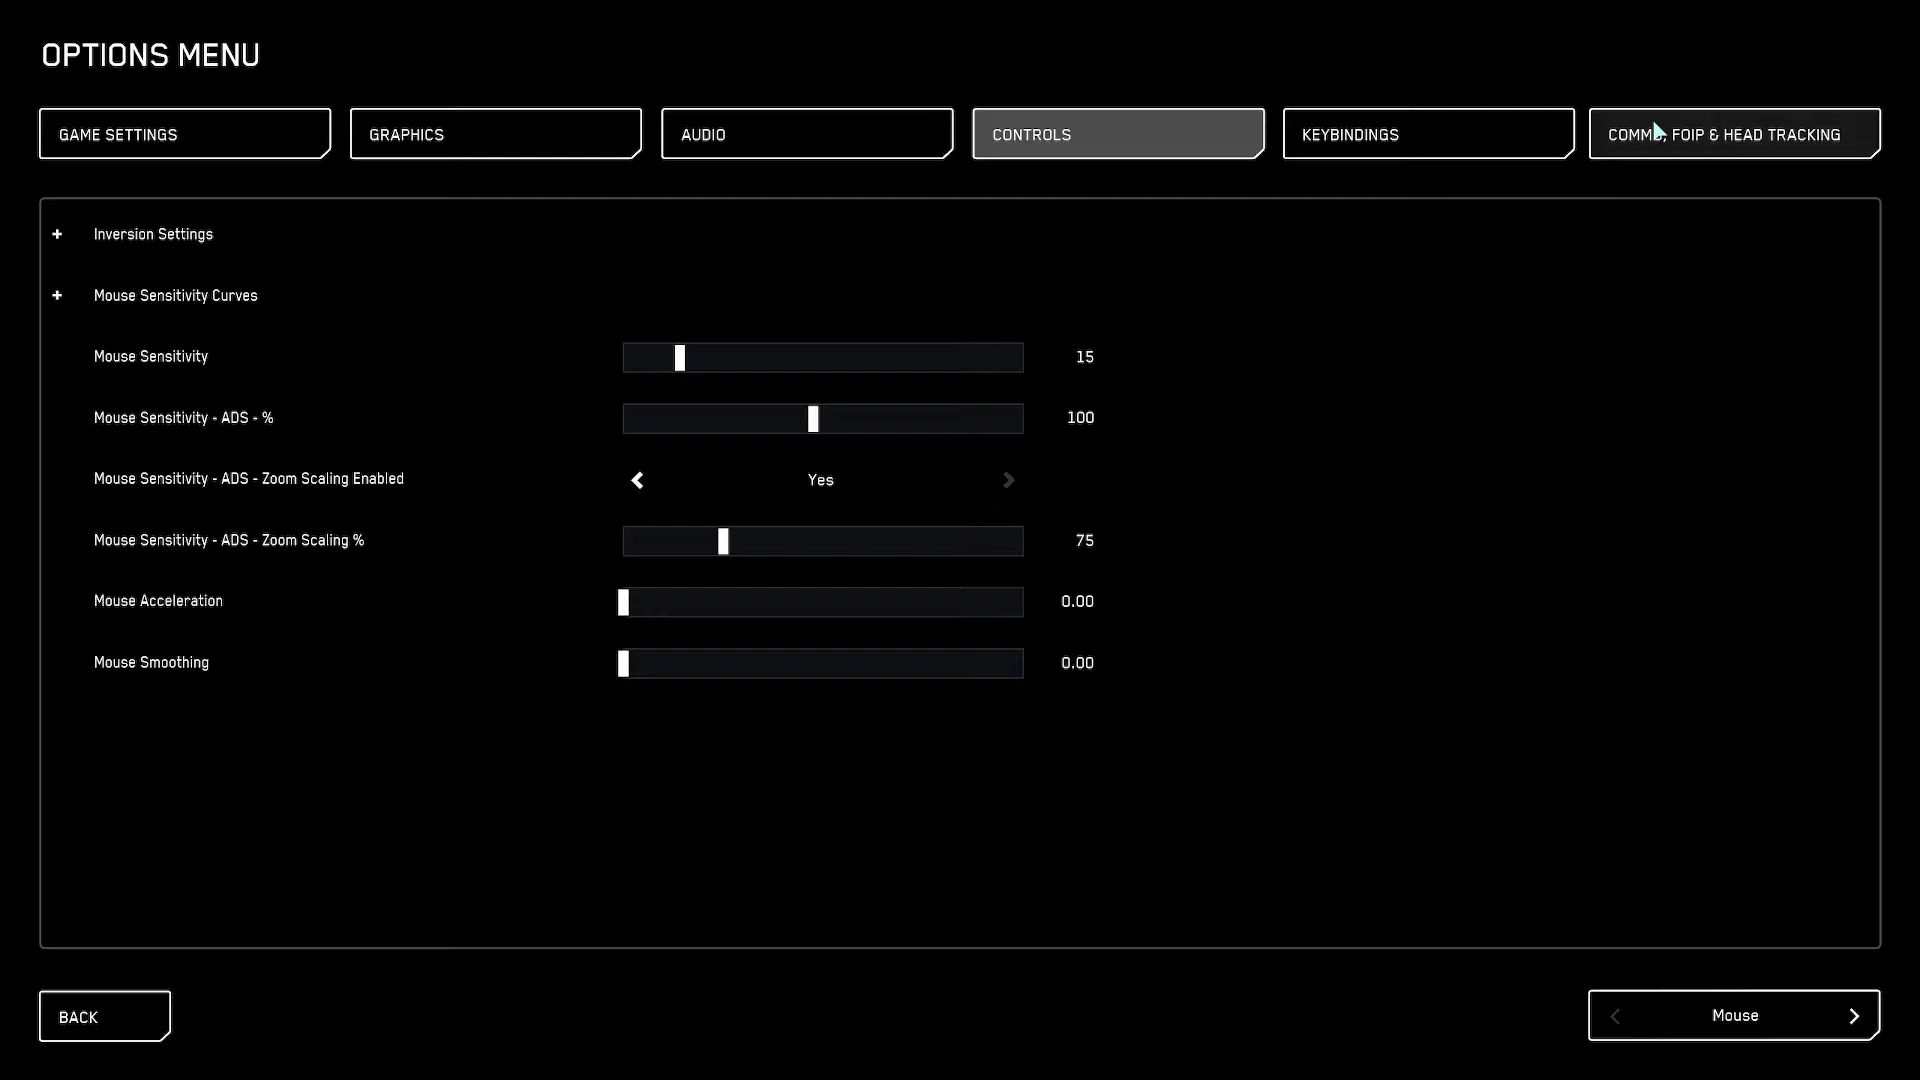 OPTIONS MENU
GAME SETTINGS
GRAPHICS
AUDIO
CONTROLS
KEYBINDINGS
COMMS, FOIP & HEAD TRACKING
+ Inversion Settings
+ Mouse Sensitivity Curves
Mouse Sensitivity 15
Mouse Sensitivity - ADS - % 100
Mouse Sensitivity - ADS - Zoom Scaling Enabled Yes
Mouse Sensitivity - ADS - Zoom Scaling % 75
Mouse Acceleration 0.00
Mouse Smoothing 0.00
BACK
Mouse